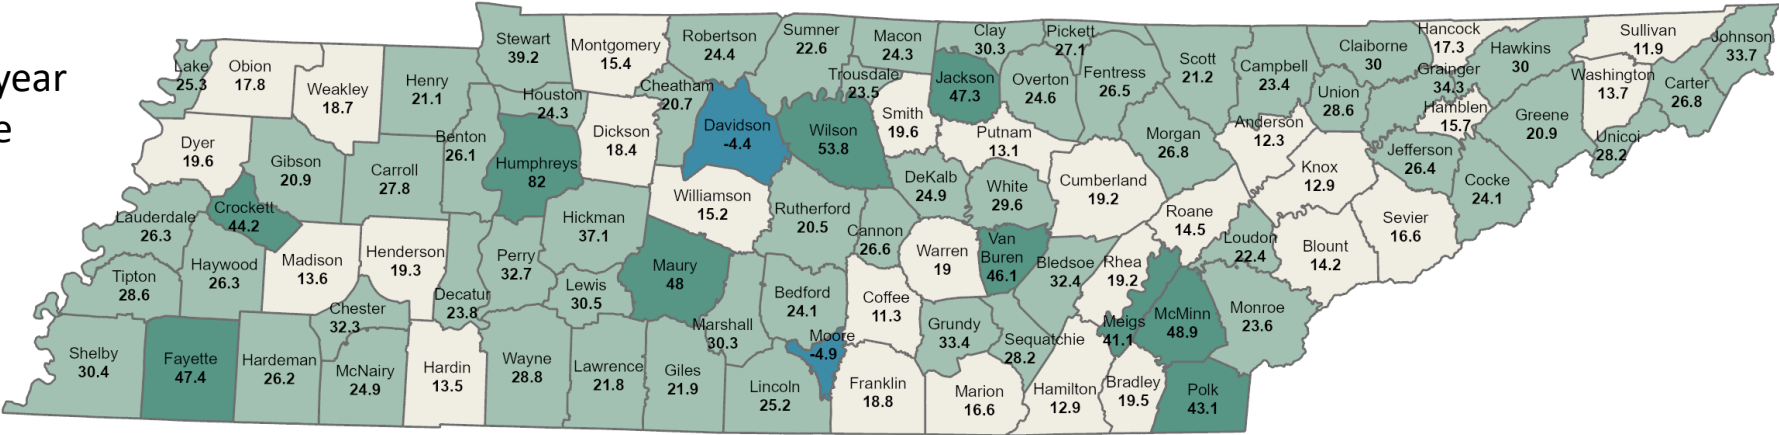 year
e
Lake
25.3
Obion
17.8
Weakley
18.7
Henry
21.1
Stewart
39.2
Montgomery
15.4
Robertson
24.4
Sumner
22.6
Macon
24.3
Clay
30.3
Pickett
27.1
Scott
21.2
Campbell
23.4
Claiborne
30
Hancock
17.3
Hawkins
30
Sullivan
11.9
Johnson
33.7
Houston
24.3
Cheatham
20.7
Trousdale
23.5
Jackson
47.3
Overton
24.6
Fentress
26.5
Union
28.6
Grainger
34.3
Hamblen
15.7
Washington
13.7
Carter
26.8
Dyer
19.6
Gibson
20.9
Carroll
27.8
Benton
26.1
Humphreys
82
Dickson
18.4
Davidson
-4.4
Wilson
53.8
Smith
19.6
Putnam
13.1
Morgan
26.8
Anderson
12.3
Knox
12.9
Jefferson
26.4
Greene
20.9
Unicoi
28.2
Cocke
24.1
Lauderdale
26.3
Crockett
44.2
Williamson
15.2
DeKalb
24.9
White
29.6
Cumberland
19.2
Roane
14.5
Sevier
16.6
Hickman
37.1
Rutherford
20.5
Cannon
26.6
Loudon
22.4
Blount
14.2
Tipton
28.6
Haywood
26.3
Madison
13.6
Henderson
19.3
Perry
32.7
Maury
48
Warren
19
Van
Buren
46.1
Bledsoe
32.4
Rhea
19.2
Decatur
23.8
Lewis
30.5
Bedford
24.1
Coffee
11.3
Meigs
41.1
McMinn
48.9
Monroe
23.6
Chester
32.3
Marshall
30.3
Moore
-4.9
Grundy
33.4
Sequatchie
28.2
Shelby
30.4
Fayette
47.4
Hardeman
26.2
McNairy
24.9
Hardin
13.5
Wayne
28.8
Lawrence
21.8
Giles
21.9
Lincoln
25.2
Franklin
18.8
Marion
16.6
Hamilton
12.9
Bradley
19.5
Polk
43.1